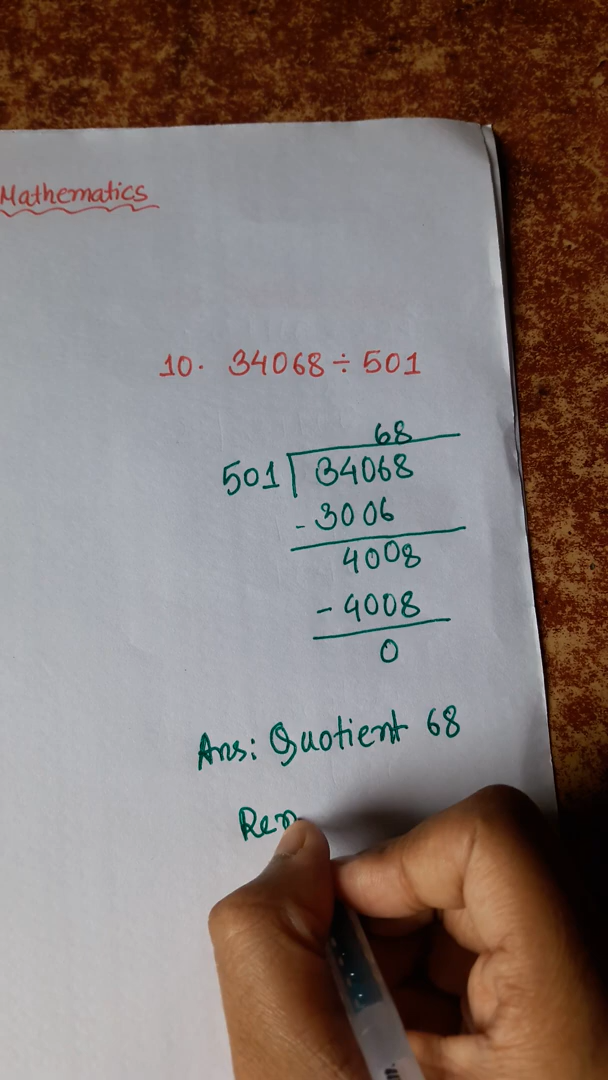 Mathematics
10. 34068 ÷ 501
68
501 34068
- 3006
4008
- 4008
0
Ans: Quotient 68
Rem